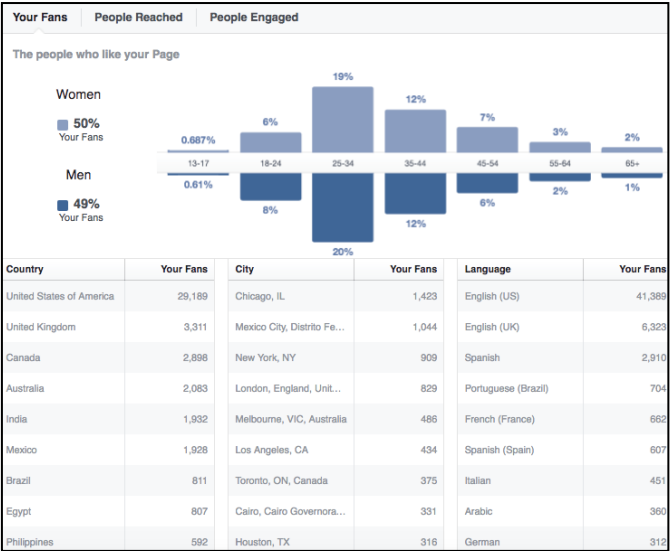 Your Fans People Reached People Engaged
The people who like your Page
Women
50%
Your Fans
Men
49%
Your Fans
0.687% 6% 19% 12% 7% 3% 2%
13-17 18-24 25-34 35-44 45-54 55-64 65+
0.61% 8% 20% 12% 6% 2% 1%
Country Your Fans City Your Fans Language Your Fans
United States of America 29,189 Chicago, IL 1,423 English (US) 41,389
United Kingdom 3,311 Mexico City, Distrito Fe... 1,044 English (UK) 6,323
Canada 2,898 New York, NY 909 Spanish 2,910
Australia 2,083 London, England, Unit... 829 Portuguese (Brazil) 704
India 1,932 Melbourne, VIC, Australia 486 French (France) 662
Mexico 1,928 Los Angeles, CA 434 Spanish (Spain) 607
Brazil 811 Toronto, ON, Canada 375 Italian 451
Egypt 807 Cairo, Cairo Governora... 331 Arabic 360
Philippines 592 Houston, TX 316 German 312